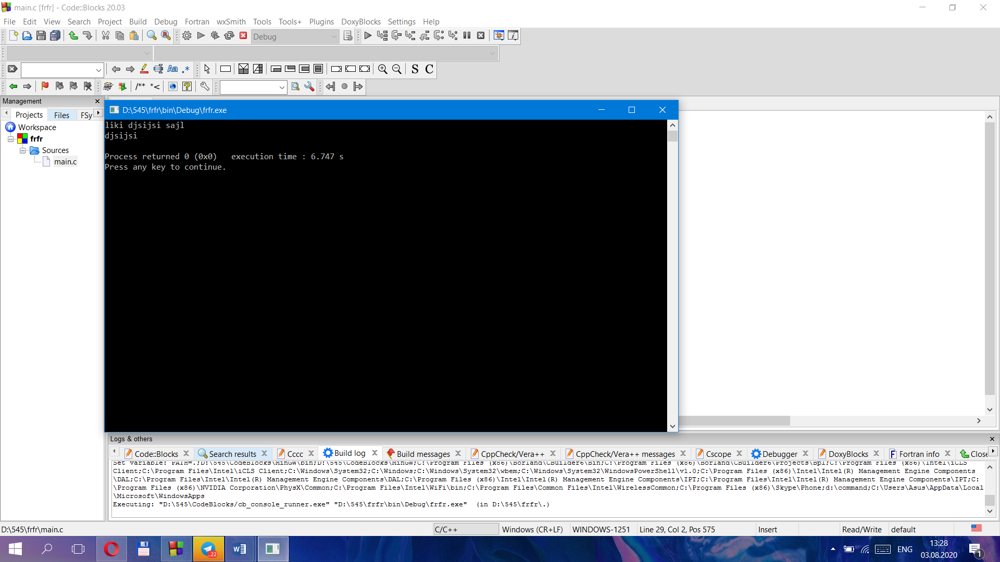 main.c [frfr] - Code::Blocks 20.03
File Edit View Search Project Build Debug Fortran wxSmith Tools Tools+ Plugins DoxyBlocks Settings Help
Debug
Aa .*
S C
/** *<
Management
Projects Files FSy
Workspace
frfr
Sources
main.c
D:\545\frfr\bin\Debug\frfr.exe
liki djsijsi sajl
djsijsi
Process returned 0 (0x0)   execution time : 6.747 s
Press any key to continue.
Logs & others
Code::Blocks Search results Cccc Build log Build messages CppCheck/Vera++ CppCheck/Vera++ messages Cscope Debugger DoxyBlocks Fortran info Close
Set variable: PATH=.;D:\545\CodeBlocks\MinGW\bin;D:\545\CodeBlocks\MinGW;C:\Program Files (x86)\Borland\CBuilder6\Bin;C:\Program Files (x86)\Borland\CBuilder6\Projects\Bpl;C:\Program Files (x86)\Intel\iCLS
Client;C:\Program Files\Intel\iCLS Client;C:\Windows\System32;C:\Windows;C:\Windows\System32\wbem;C:\Windows\System32\WindowsPowerShell\v1.0;C:\Program Files (x86)\Intel\Intel(R) Management Engine Components
\DAL;C:\Program Files\Intel\Intel(R) Management Engine Components\DAL;C:\Program Files (x86)\Intel\Intel(R) Management Engine Components\IPT;C:\Program Files\Intel\Intel(R) Management Engine Components\IPT;C:
\Program Files (x86)\NVIDIA Corporation\PhysX\Common;C:\Program Files\Intel\WiFi\bin;C:\Program Files\Common Files\Intel\WirelessCommon;C:\Program Files (x86)\Skype\Phone;d:\command;C:\Users\Asus\AppData\Local
\Microsoft\WindowsApps
Executing: "D:\545\CodeBlocks/cb_console_runner.exe" "D:\545\frfr\bin\Debug\frfr.exe"  (in D:\545\frfr\.)
D:\545\frfr\main.c C/C++ Windows (CR+LF) WINDOWS-1251 Line 29, Col 2, Pos 575 Insert Read/Write default
..22
ENG
13:28
03.08.2020
1